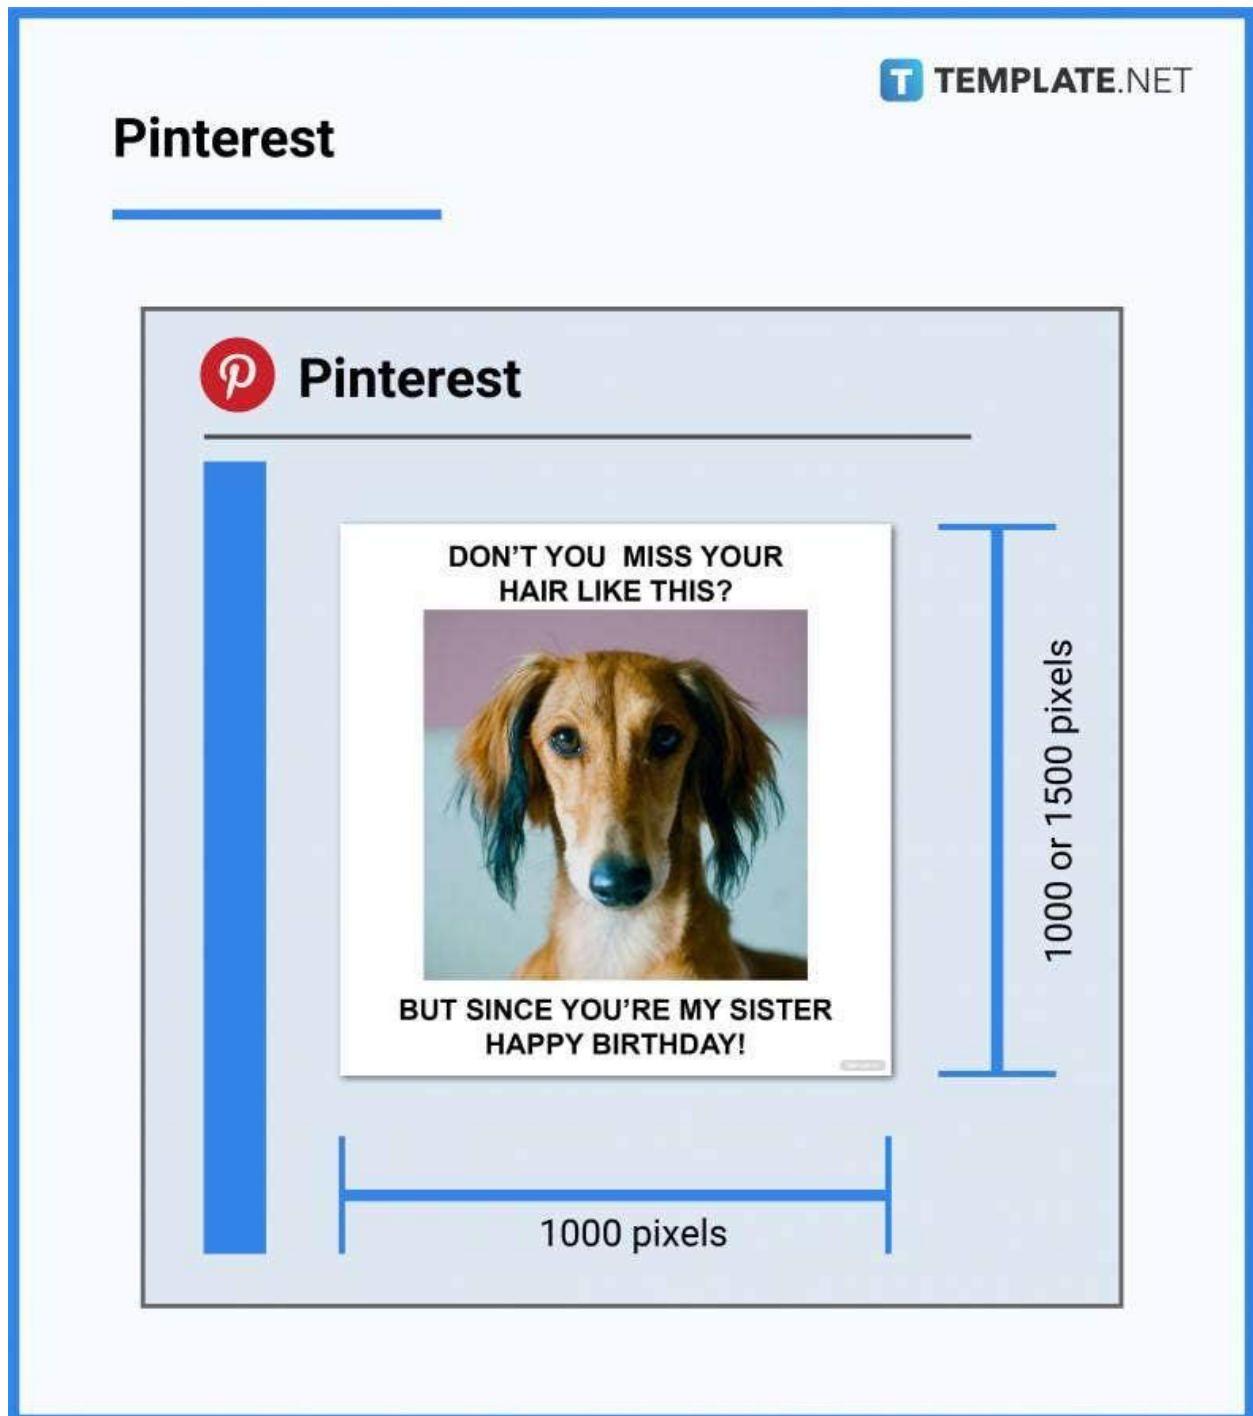 TEMPLATE.NET
Pinterest
Pinterest
DON'T YOU MISS YOUR
HAIR LIKE THIS?
BUT SINCE YOU'RE MY SISTER
HAPPY BIRTHDAY!
1000 or 1500 pixels
1000 pixels